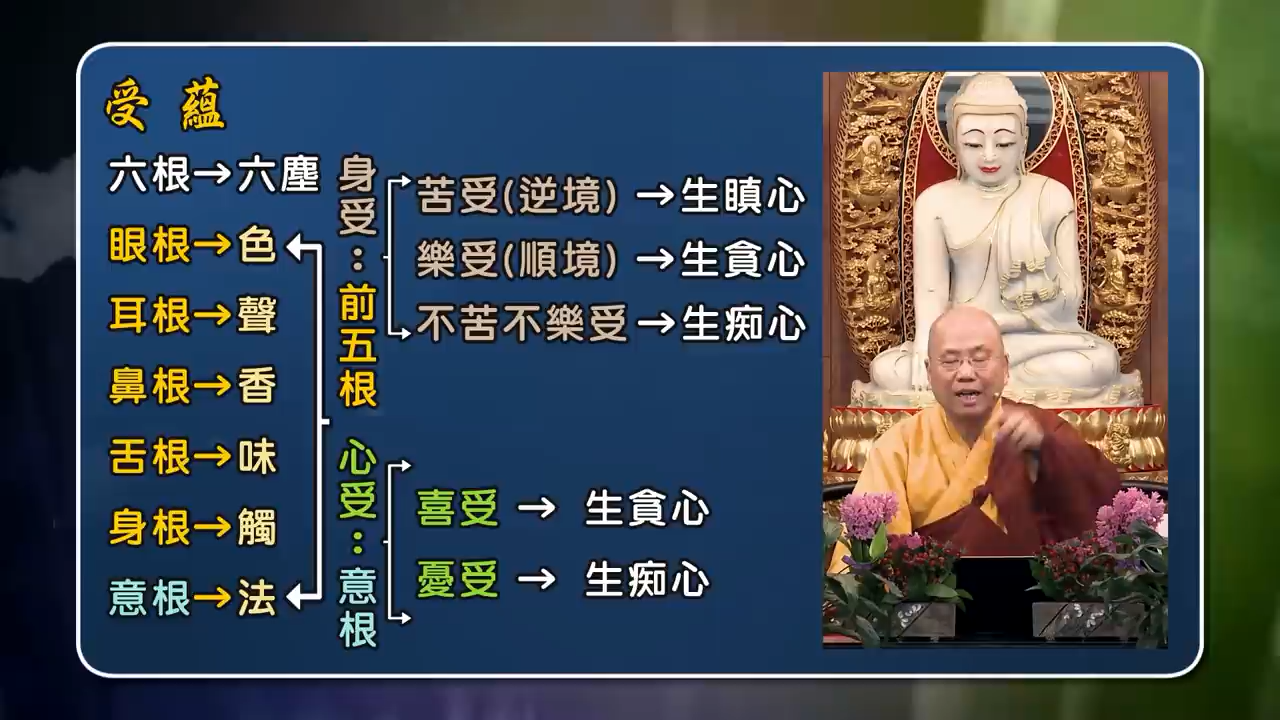 受 蘊
六根→六塵
眼根→色
耳根→聲
鼻根→香
舌根→味
身根→觸
意根→法
身受：前五根
苦受(逆境) →生瞋心
樂受(順境) →生貪心
不苦不樂受→生痴心
心受：意根
喜受 → 生貪心
憂受 → 生痴心